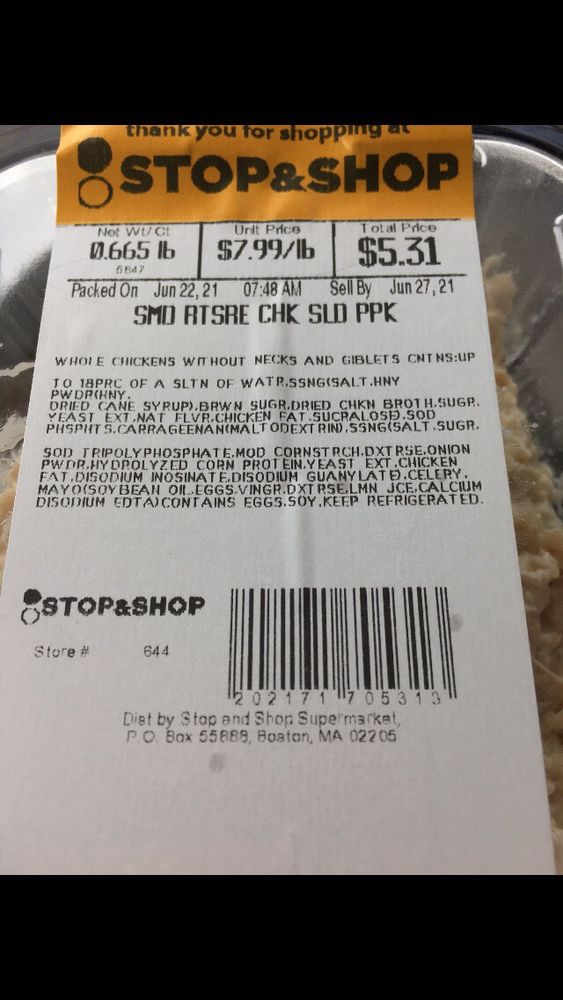 thank you for shopping at
STOP&SHOP
Net Wt/Ct Unit Price Total Price
0.665 lb $7.99/lb $5.31
5847
Packed On Jun 22, 21 07:48 AM Sell By Jun 27, 21
SMD RTSRE CHK SLD PPK
WHOLE CHICKENS WITHOUT NECKS AND GIBLETS CNTNS:UP
TO 18PRC OF A SLTN OF WATR,SSNG(SALT,HNY
PWDR(HNY,
DRIED CANE SYRUP),BRWN SUGR,DRIED CHKN BROTH,SUGR,
YEAST EXT,NAT FLVR,CHICKEN FAT,SUCRALOSE),SOD
PHSPHTS,CARRAGEENAN(MALTODEXTRIN),SSNG(SALT,SUGR,
SOD TRIPOLYPHOSPHATE,MOD CORNSTRCH,DXTRSE,ONION
PWDR,HYDROLYZED CORN PROTEIN,YEAST EXT,CHICKEN
FAT,DISODIUM INOSINATE,DISODIUM GUANYLATE),CELERY,
MAYO(SOYBEAN OIL,EGGS,VINGR,DXTRSE,LMN JCE,CALCIUM
DISODIUM EDTA)CONTAINS EGGS,SOY,KEEP REFRIGERATED.
STOP&SHOP
Store # 644
2 02171 70531 3
Dist by Stop and Shop Supermarket,
P.O. Box 55888, Boston, MA 02205